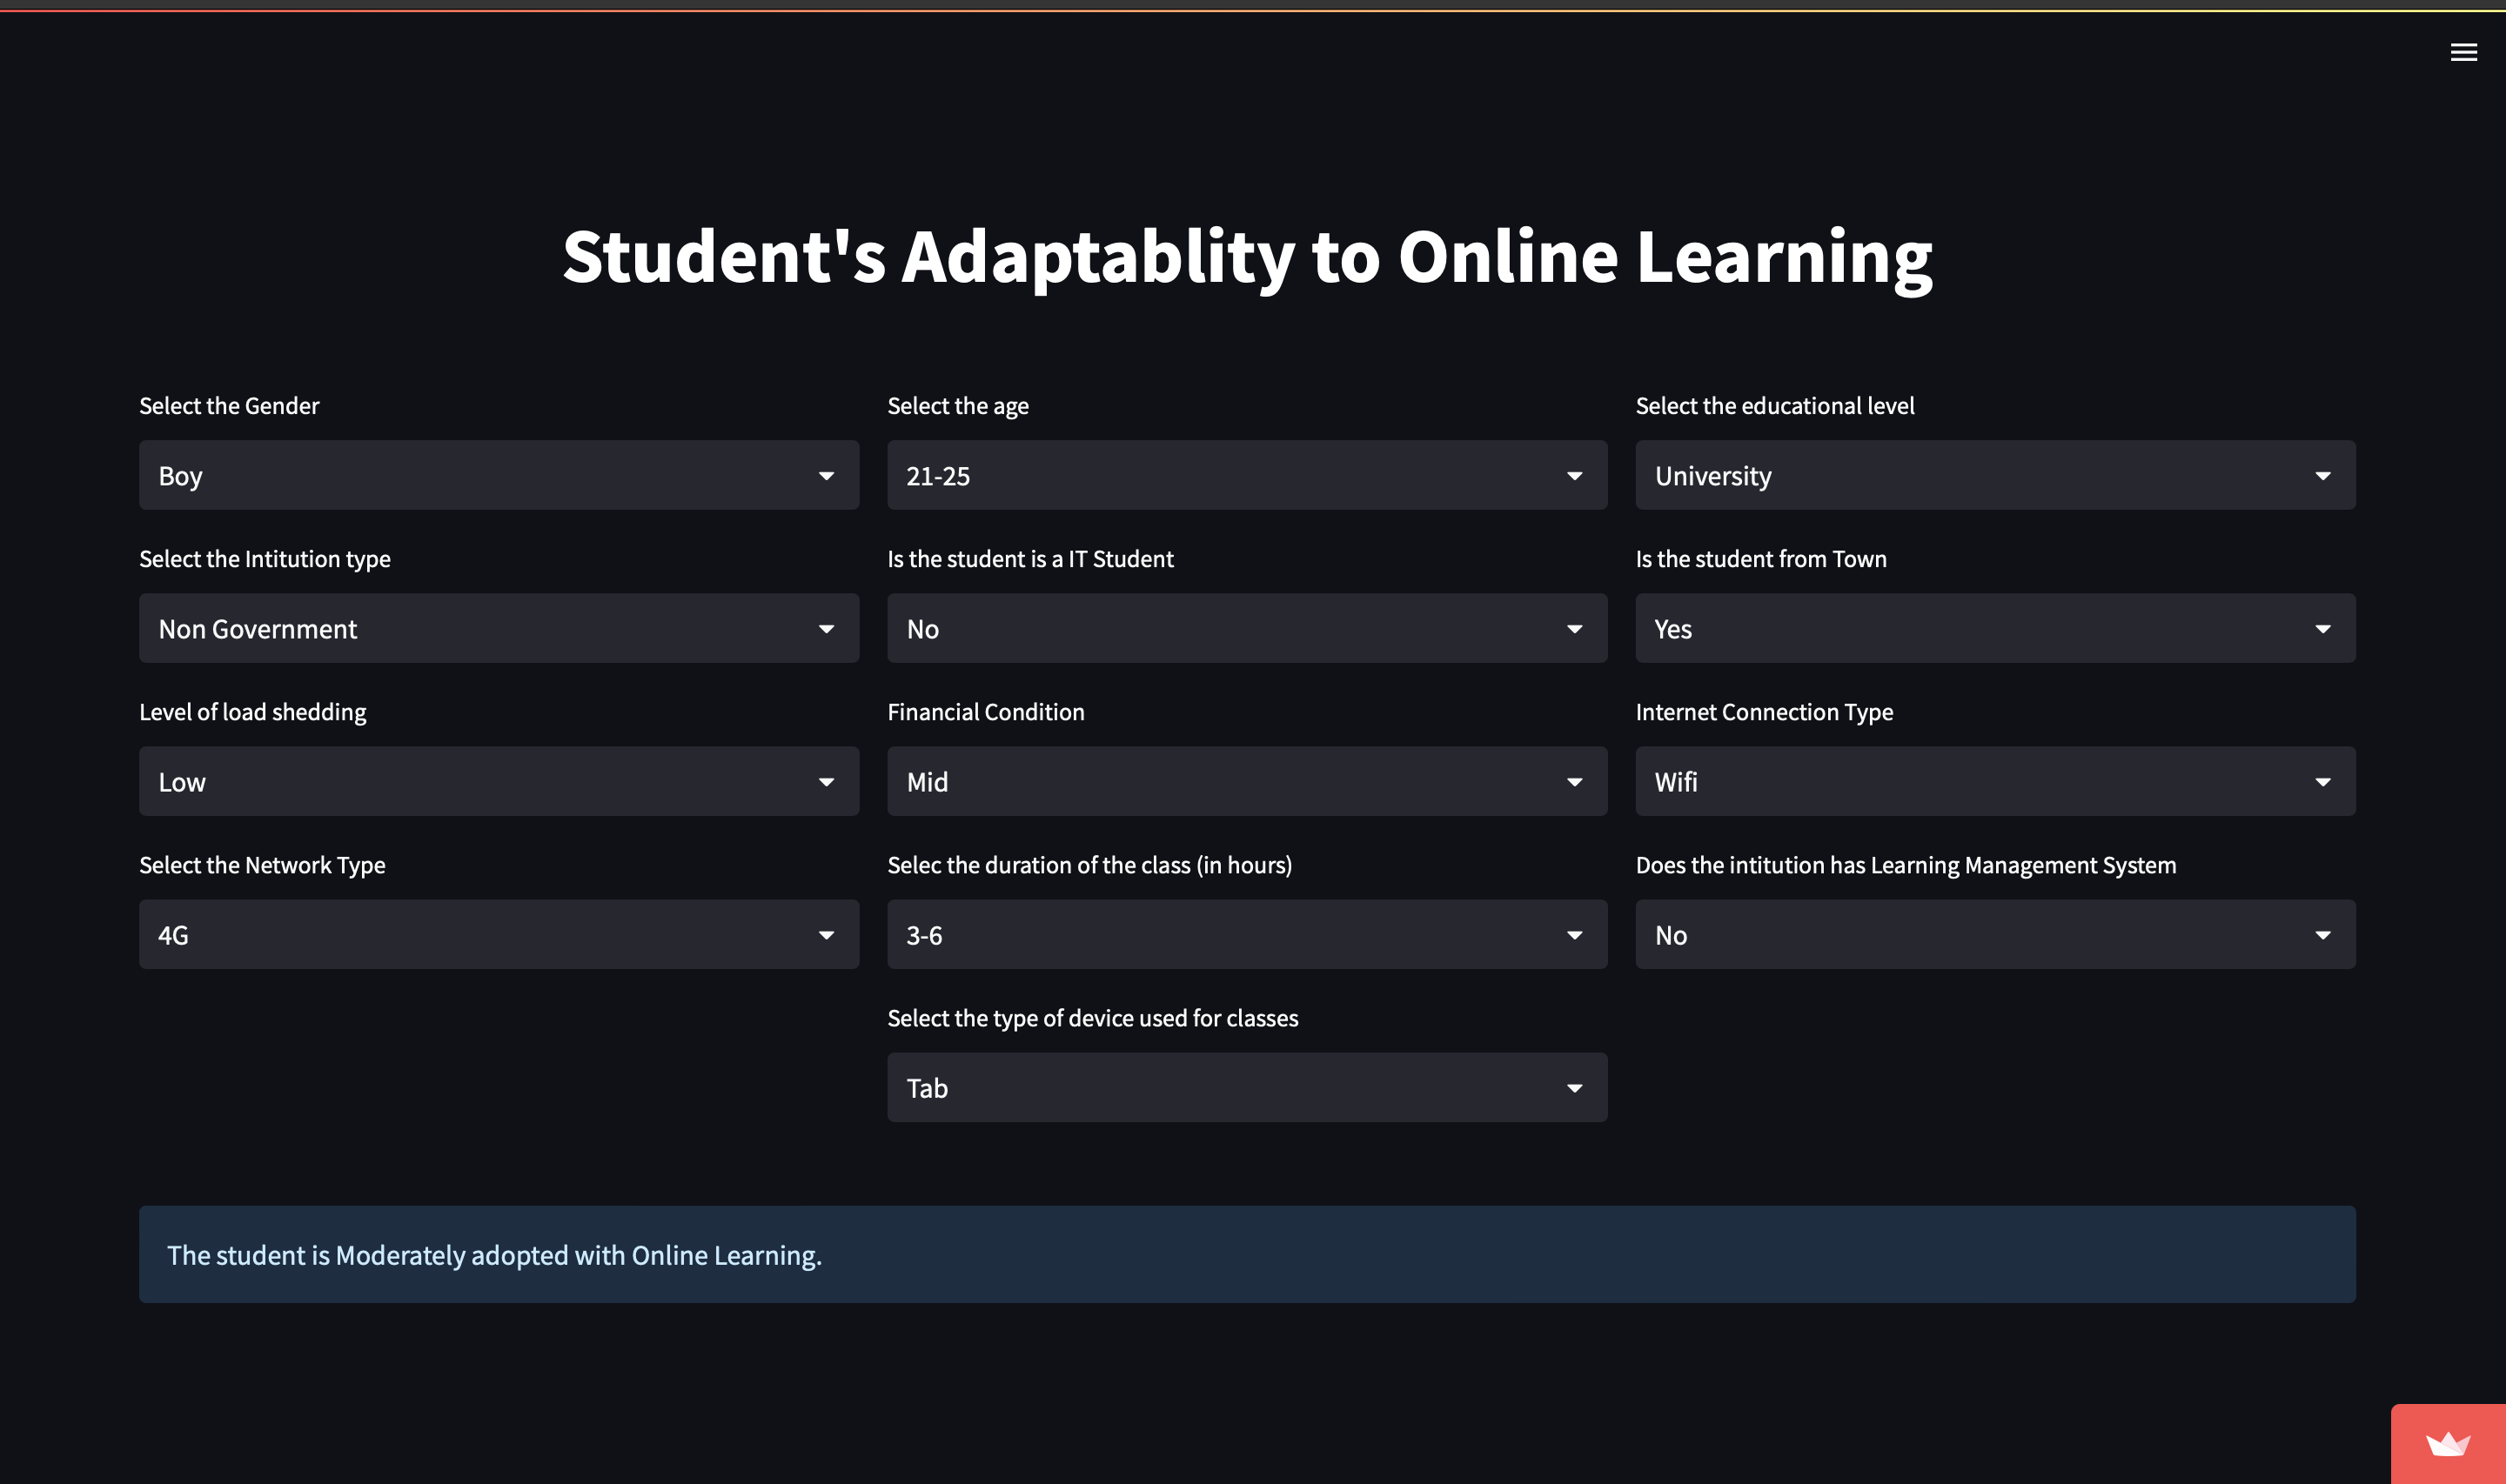 Student's Adaptablity to Online Learning
Select the Gender
Select the age
Select the educational level
Boy
21-25
University
Select the Intitution type
Is the student is a IT Student
Is the student from Town
Non Government
No
Yes
Level of load shedding
Financial Condition
Internet Connection Type
Low
Mid
Wifi
Select the Network Type
Selec the duration of the class (in hours)
Does the intitution has Learning Management System
4G
3-6
No
Select the type of device used for classes
Tab
The student is Moderately adopted with Online Learning.